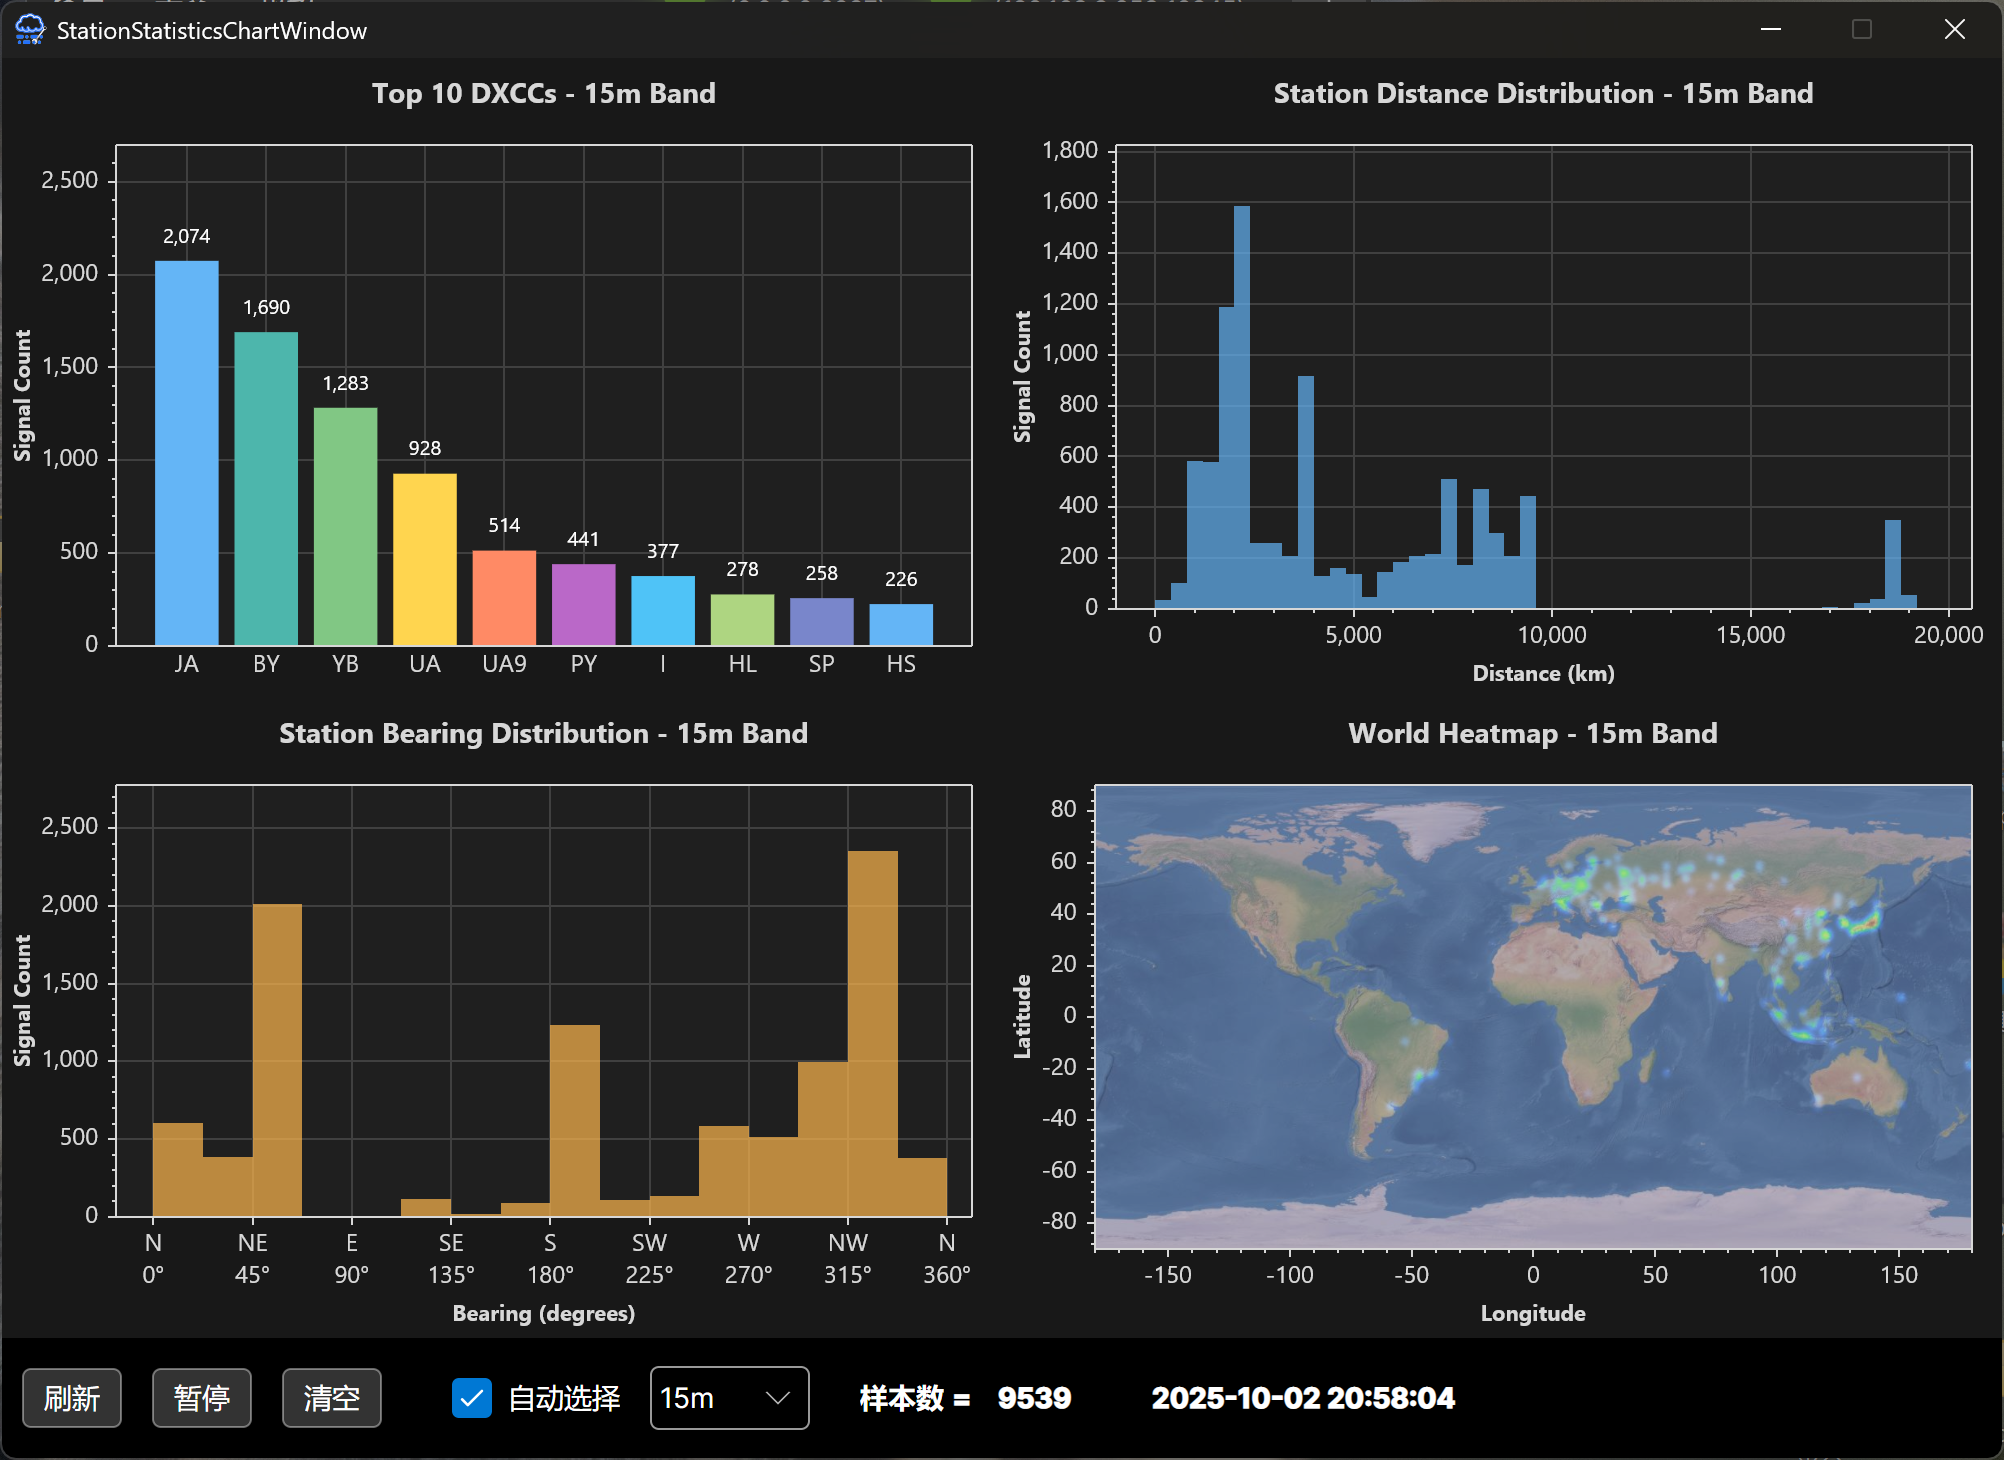 StationStatisticsChartWindow
Top 10 DXCCs - 15m Band
Signal Count
2,500
2,000
1,500
1,000
500
0
2,074
1,690
1,283
928
514
441
377
278
258
226
JA BY YB UA UA9 PY I HL SP HS
Station Distance Distribution - 15m Band
Signal Count
1,800
1,600
1,400
1,200
1,000
800
600
400
200
0
0 5,000 10,000 15,000 20,000
Distance (km)
Station Bearing Distribution - 15m Band
Signal Count
2,500
2,000
1,500
1,000
500
0
N NE E SE S SW W NW N
0° 45° 90° 135° 180° 225° 270° 315° 360°
Bearing (degrees)
World Heatmap - 15m Band
Latitude
80
60
40
20
0
-20
-40
-60
-80
-150 -100 -50 0 50 100 150
Longitude
刷新 暂停 清空 自动选择 15m 样本数 = 9539 2025-10-02 20:58:04